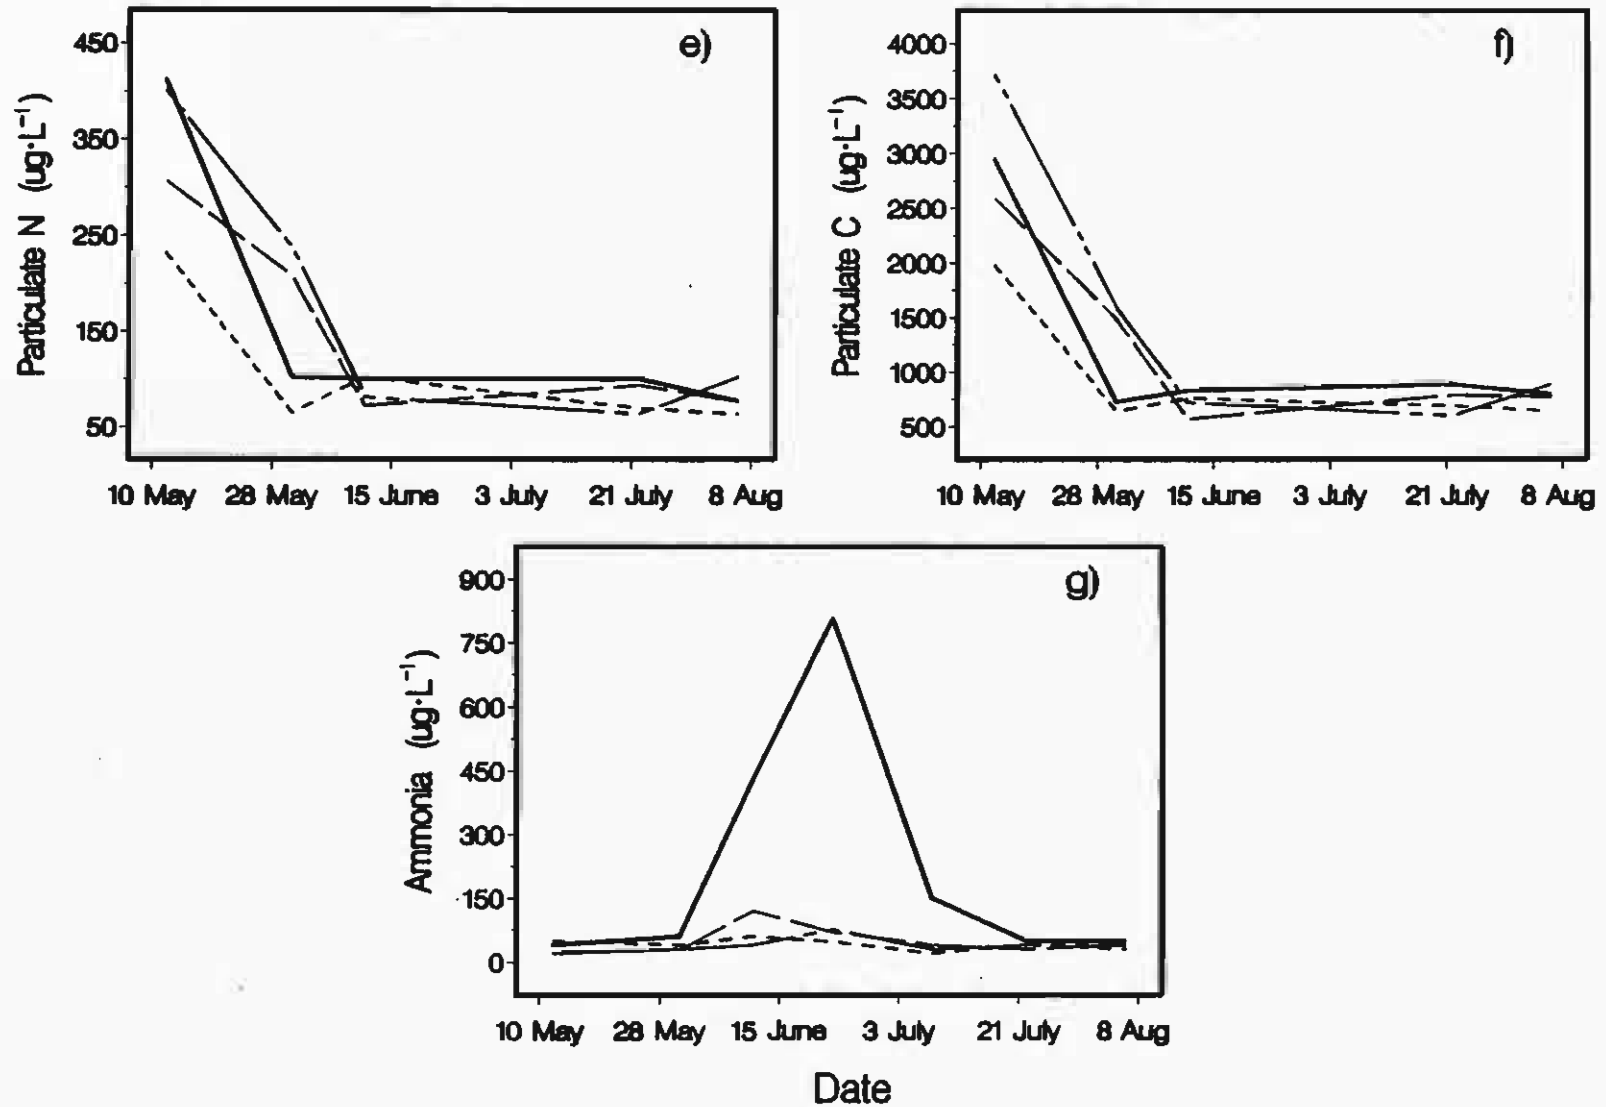 e)
Particulate N (ug·L⁻¹)
450
350
250
150
50
10 May 28 May 15 June 3 July 21 July 8 Aug
f)
Particulate C (ug·L⁻¹)
4000
3500
3000
2500
2000
1500
1000
500
10 May 28 May 15 June 3 July 21 July 8 Aug
g)
Ammonia (ug·L⁻¹)
900
750
600
450
300
150
0
10 May 28 May 15 June 3 July 21 July 8 Aug
Date